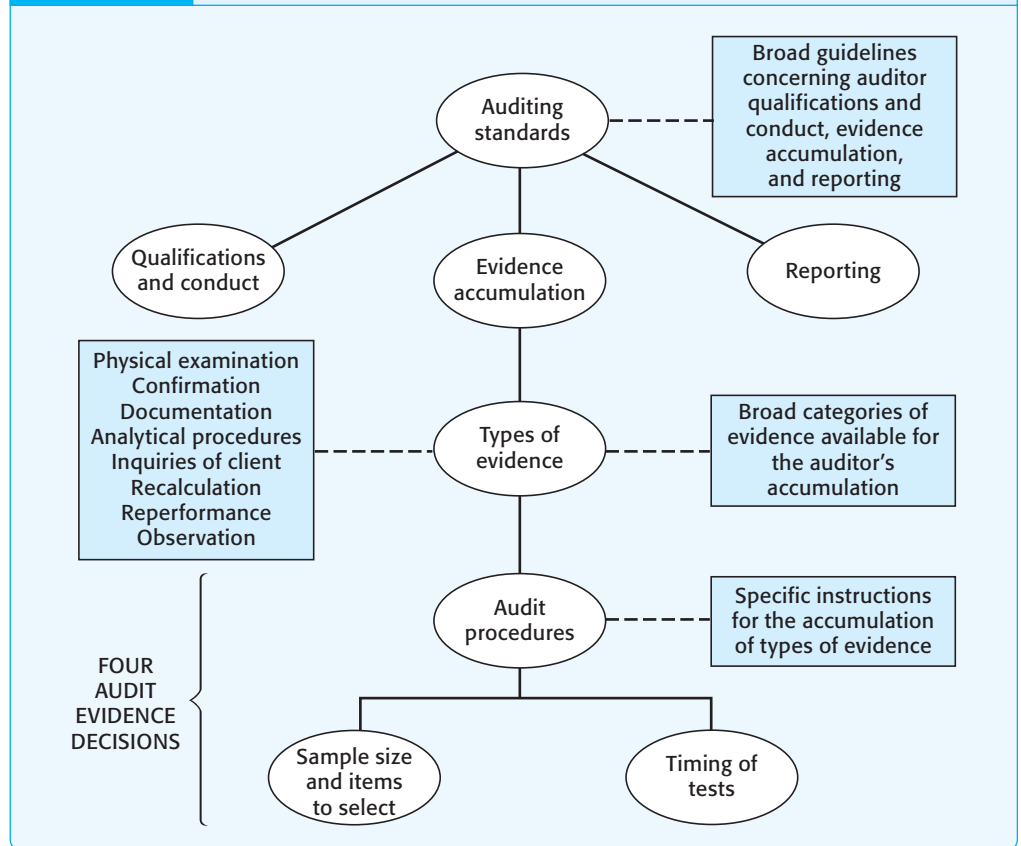 Auditing
standards
Broad guidelines
concerning auditor
qualifications and
conduct, evidence
accumulation,
and reporting
Qualifications
and conduct
Evidence
accumulation
Reporting
Physical examination
Confirmation
Documentation
Analytical procedures
Inquiries of client
Recalculation
Reperformance
Observation
Types of
evidence
Broad categories of
evidence available for
the auditor's
accumulation
Audit
procedures
Specific instructions
for the accumulation
of types of evidence
FOUR
AUDIT
EVIDENCE
DECISIONS
Sample size
and items
to select
Timing of
tests